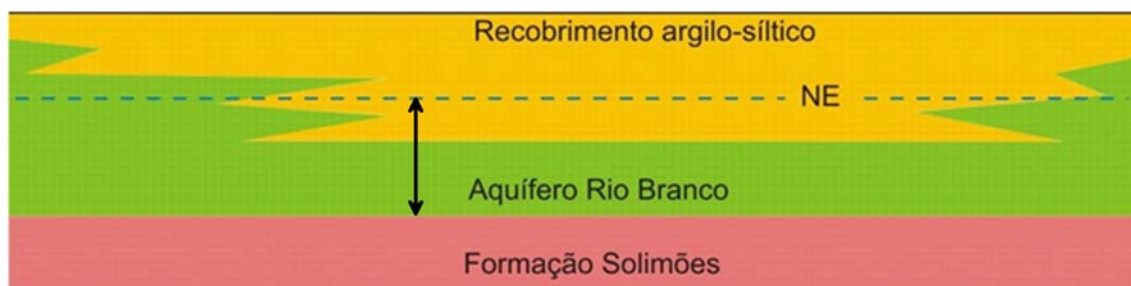 Recobrimento argilo-síltico
NE
Aquífero Rio Branco
Formação Solimões